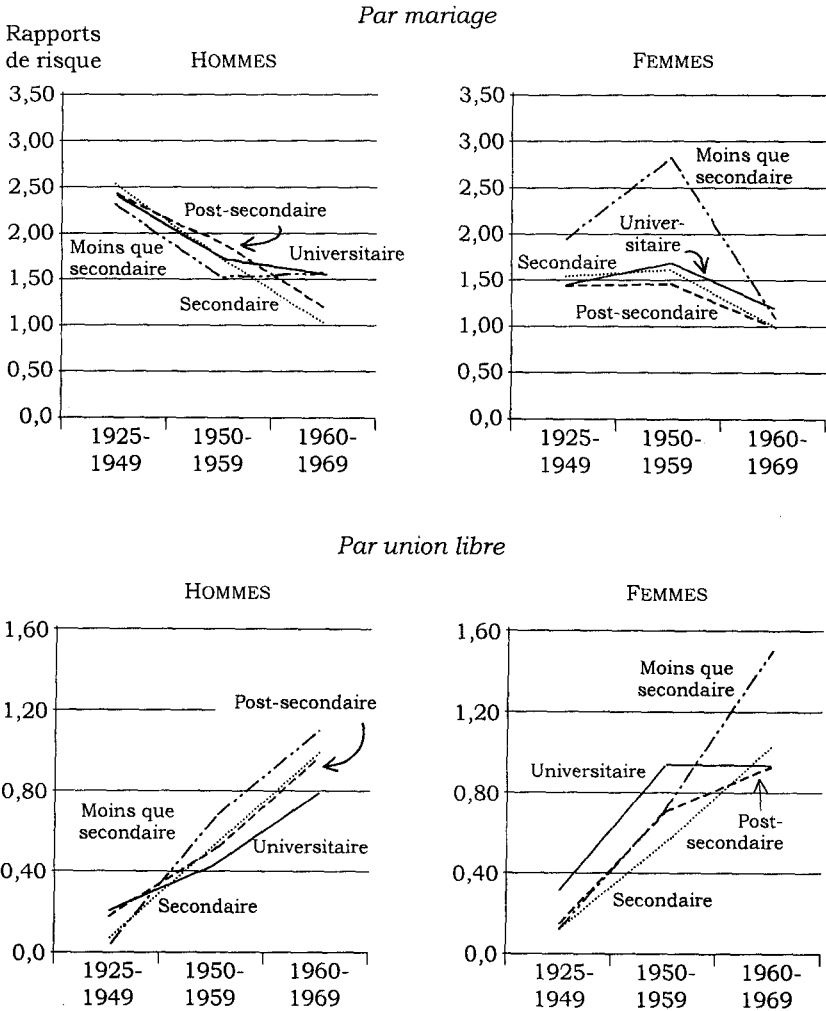 Par mariage
Rapports
de risque
HOMMES
3,50
3,00
2,50
2,00
1,50
1,00
0,50
0,0
Post-secondaire
Moins que
secondaire
Universitaire
Secondaire
1925-
1949
1950-
1959
1960-
1969
FEMMES
3,50
3,00
2,50
2,00
1,50
1,00
0,50
0,0
Moins que
secondaire
Univer-
sitaire
Secondaire
Post-secondaire
1925-
1949
1950-
1959
1960-
1969
Par union libre
HOMMES
1,60
1,20
0,80
0,40
0,0
Post-secondaire
Moins que
secondaire
Universitaire
Secondaire
1925-
1949
1950-
1959
1960-
1969
FEMMES
1,60
1,20
0,80
0,40
0,0
Moins que
secondaire
Universitaire
Post-
secondaire
Secondaire
1925-
1949
1950-
1959
1960-
1969